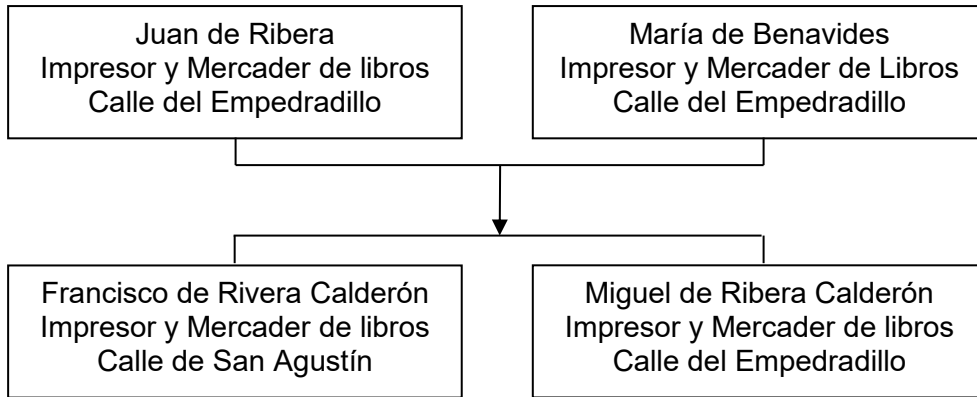 Juan de Ribera
Impresor y Mercader de libros
Calle del Empedradillo
María de Benavides
Impresor y Mercader de Libros
Calle del Empedradillo
Francisco de Rivera Calderón
Impresor y Mercader de libros
Calle de San Agustín
Miguel de Ribera Calderón
Impresor y Mercader de libros
Calle del Empedradillo